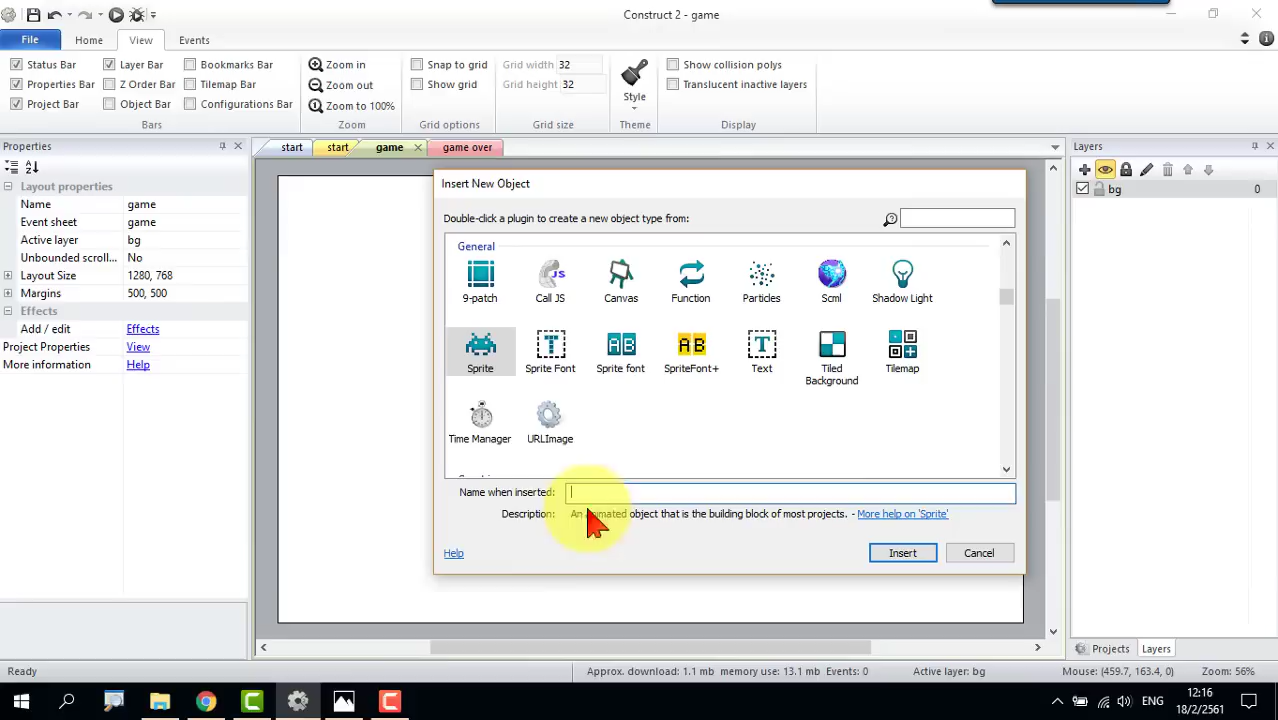 Construct 2 - game
File Home View Events
Status Bar Layer Bar Bookmarks Bar
Properties Bar Z Order Bar Tilemap Bar
Project Bar Object Bar Configurations Bar
Bars
Zoom in
Zoom out
Zoom to 100%
Zoom
Snap to grid
Show grid
Grid options
Grid width 32
Grid height 32
Grid size
Style
Theme
Show collision polys
Translucent inactive layers
Display
Properties
Layout properties
Name game
Event sheet game
Active layer bg
Unbounded scroll... No
Layout Size 1280, 768
Margins 500, 500
Effects
Add / edit Effects
Project Properties View
More information Help
start start game game over
Insert New Object
Double-click a plugin to create a new object type from:
General
9-patch Call JS Canvas Function Particles Scml Shadow Light
Sprite Sprite Font Sprite font SpriteFont+ Text Tiled Background Tilemap
Time Manager URLImage
Name when inserted:
Description: An animated object that is the building block of most projects. - More help on 'Sprite'
Help Insert Cancel
Layers
bg 0
Projects Layers
Ready Approx. download: 1.1 mb memory use: 13.1 mb Events: 0 Active layer: bg Mouse: (459.7, 163.4, 0) Zoom: 56%
ENG
12:16
18/2/2561